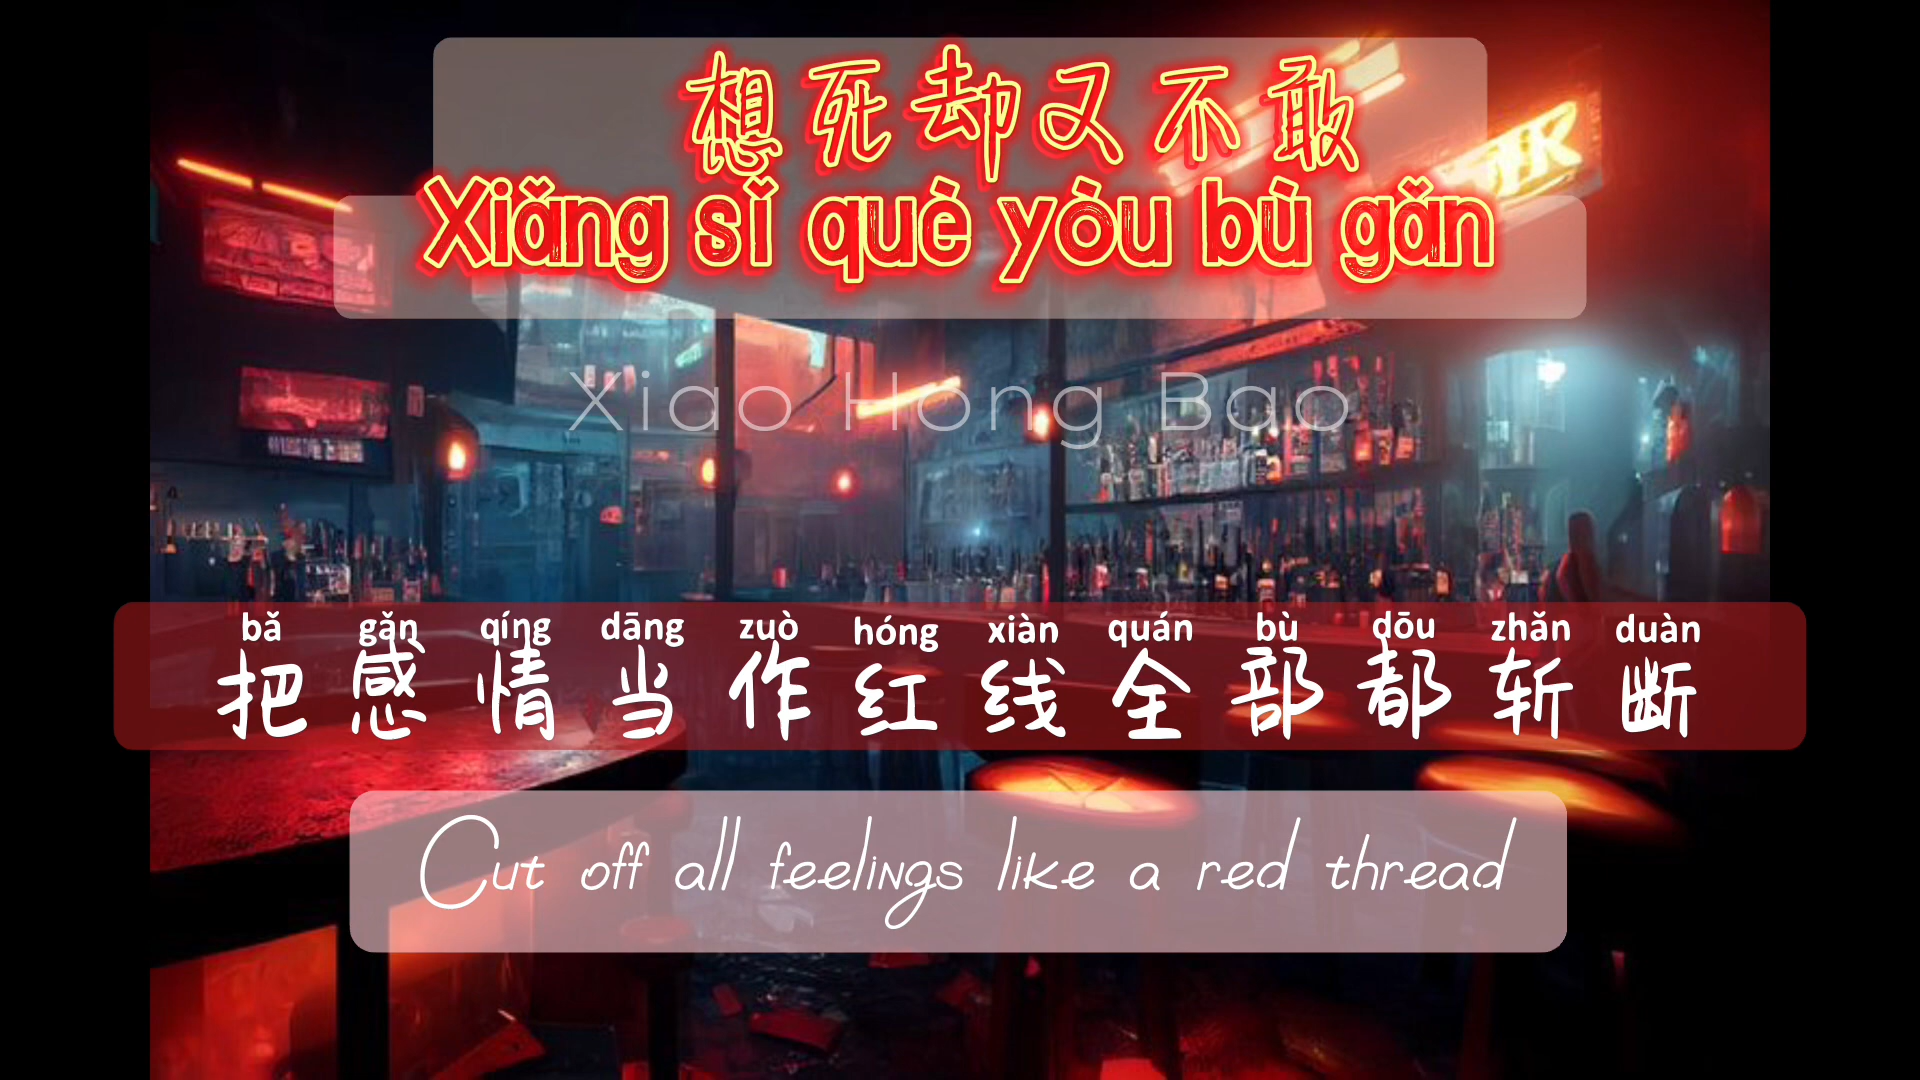 想死却又不敢
Xiǎng sǐ què yòu bù gǎn
Xiao Hong Bao
bǎ gǎn qíng dāng zuò hóng xiàn quán bù dōu zhǎn duàn
把感情当作红线全部都斩断
Cut off all feelings like a red thread